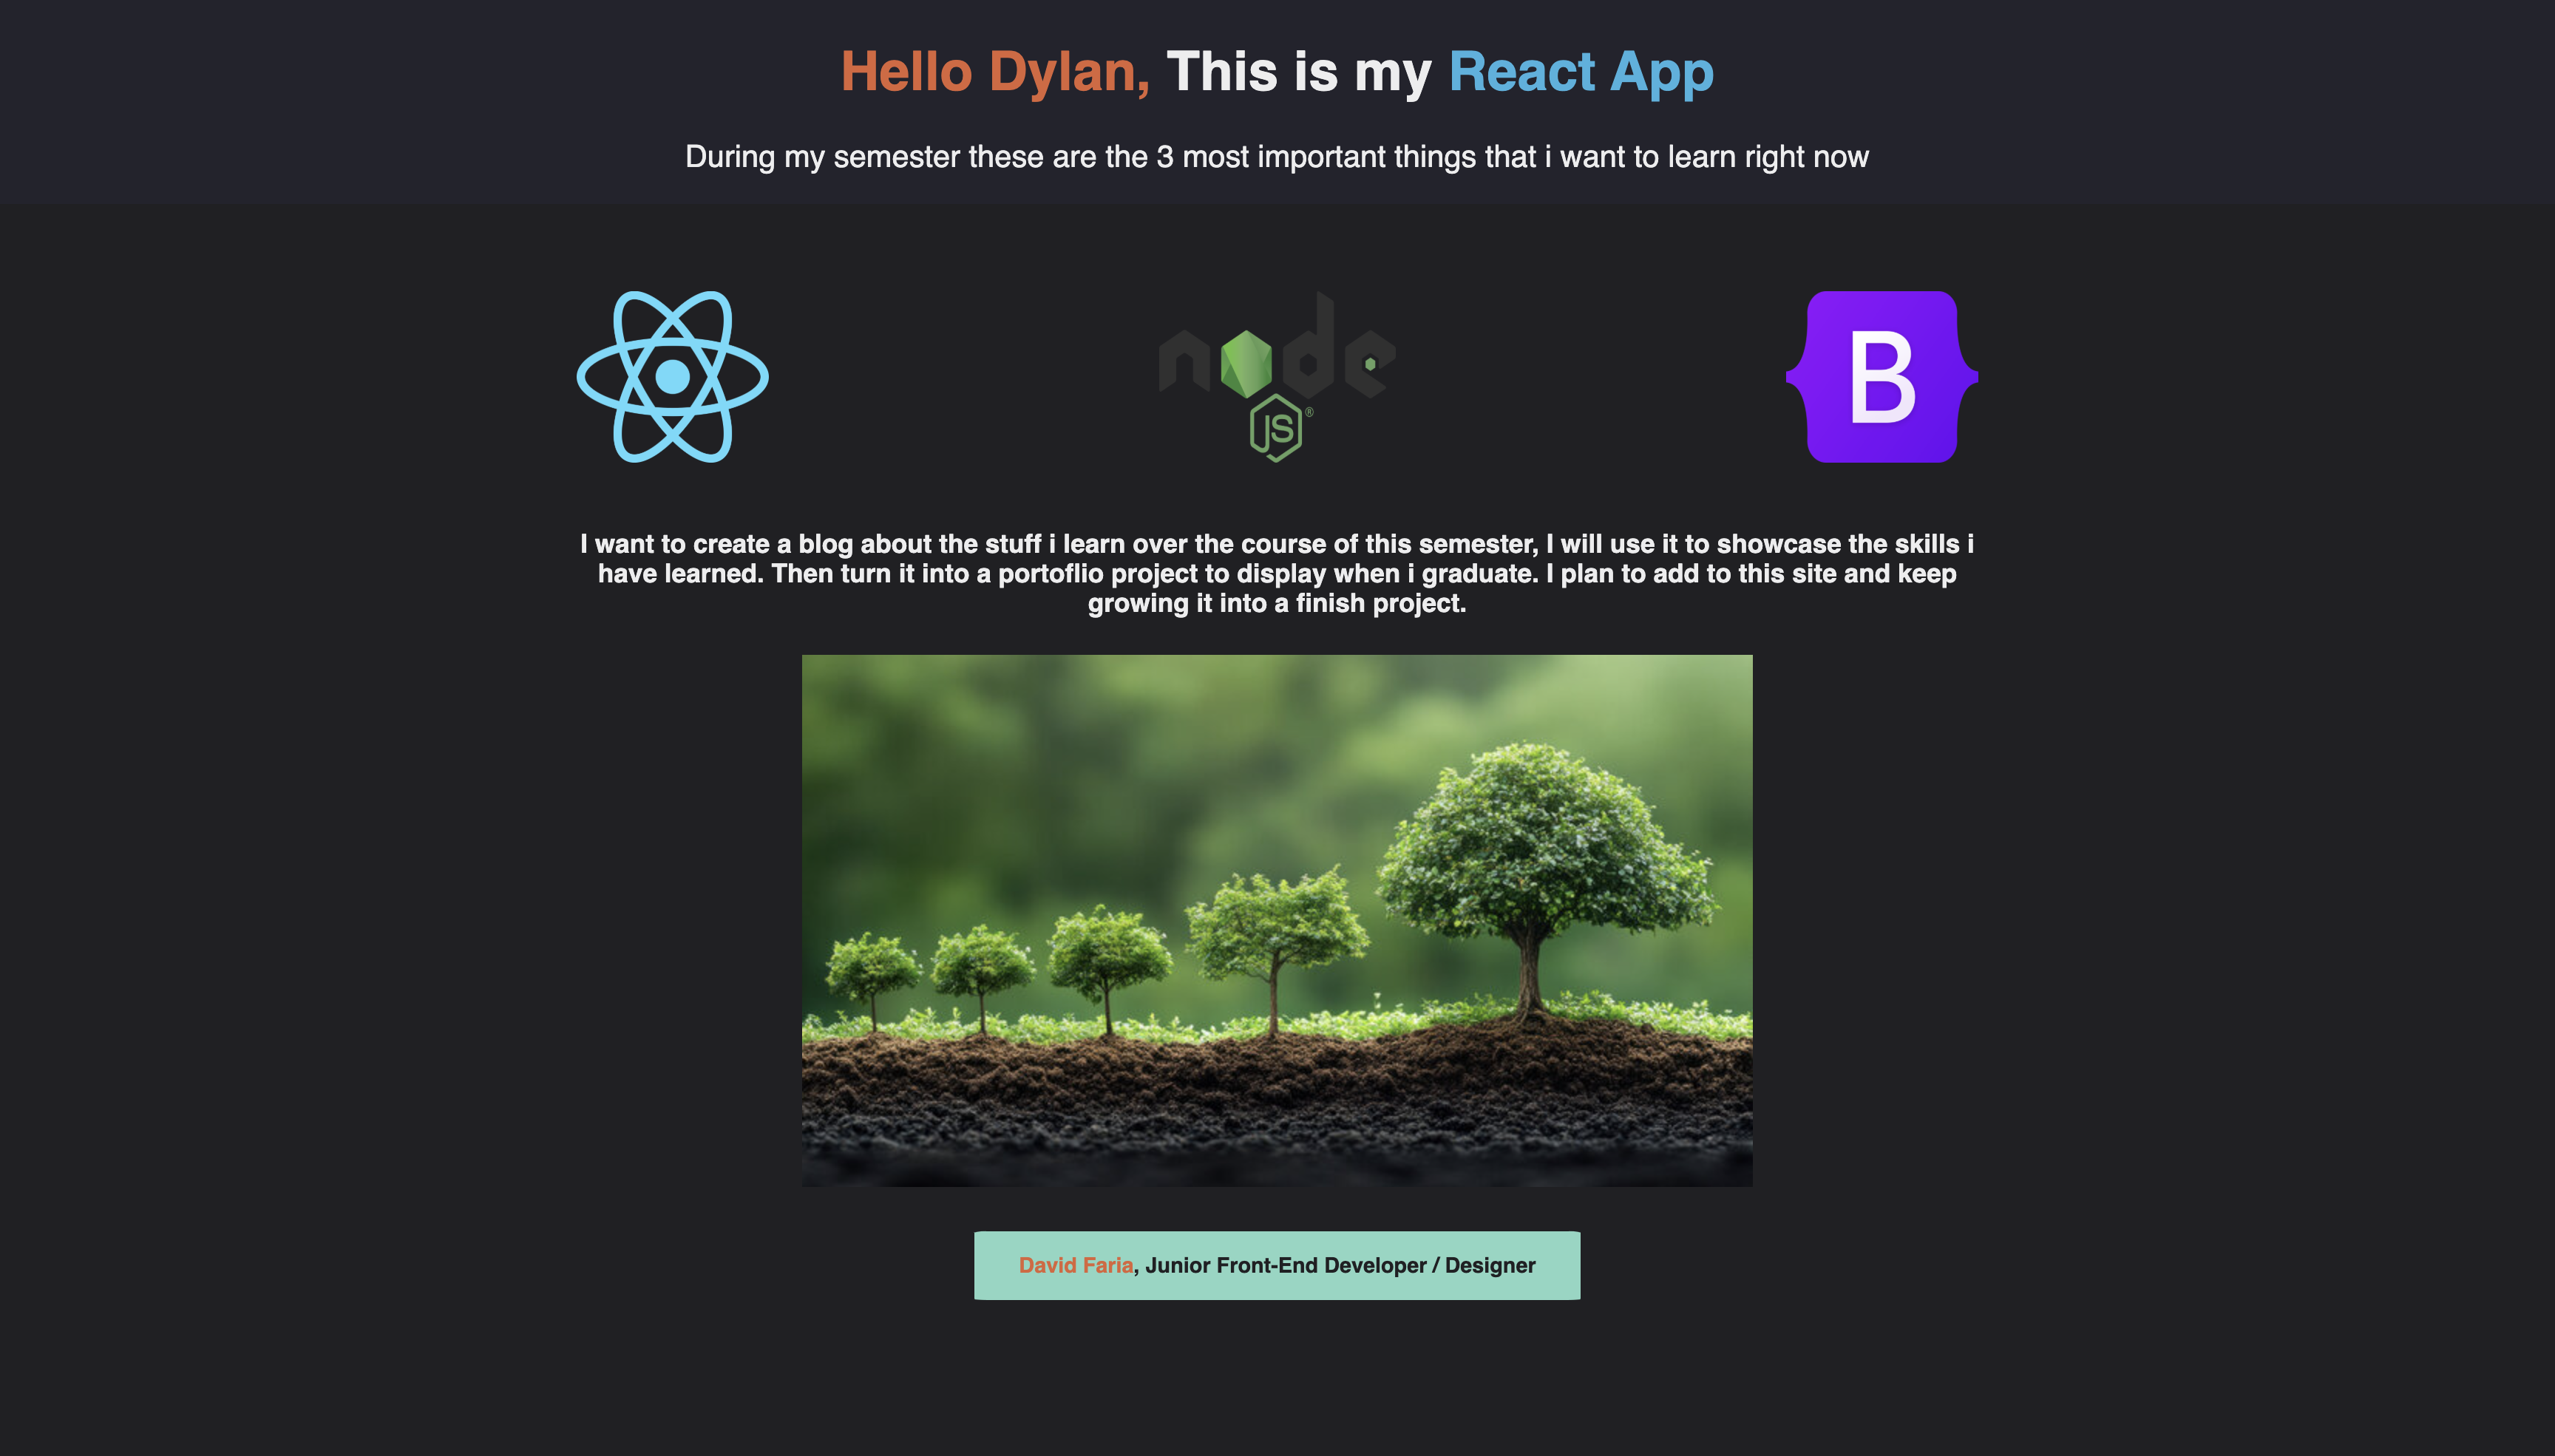 Hello Dylan, This is my React App
During my semester these are the 3 most important things that i want to learn right now
node
JS ®
B
I want to create a blog about the stuff i learn over the course of this semester, I will use it to showcase the skills i
have learned. Then turn it into a portoflio project to display when i graduate. I plan to add to this site and keep
growing it into a finish project.
David Faria, Junior Front-End Developer / Designer